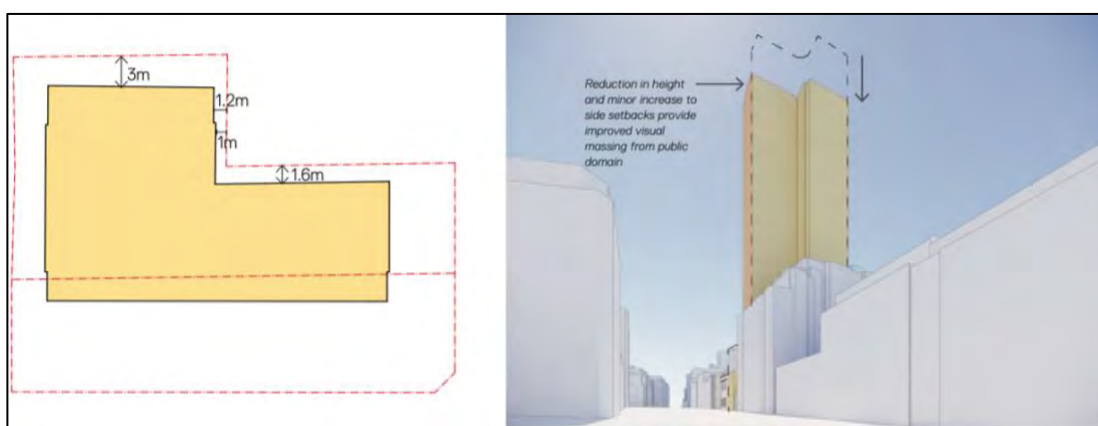 3m
1.2m
1m
1.6m
Reduction in height
and minor increase to
side setbacks provide
improved visual
massing from public
domain